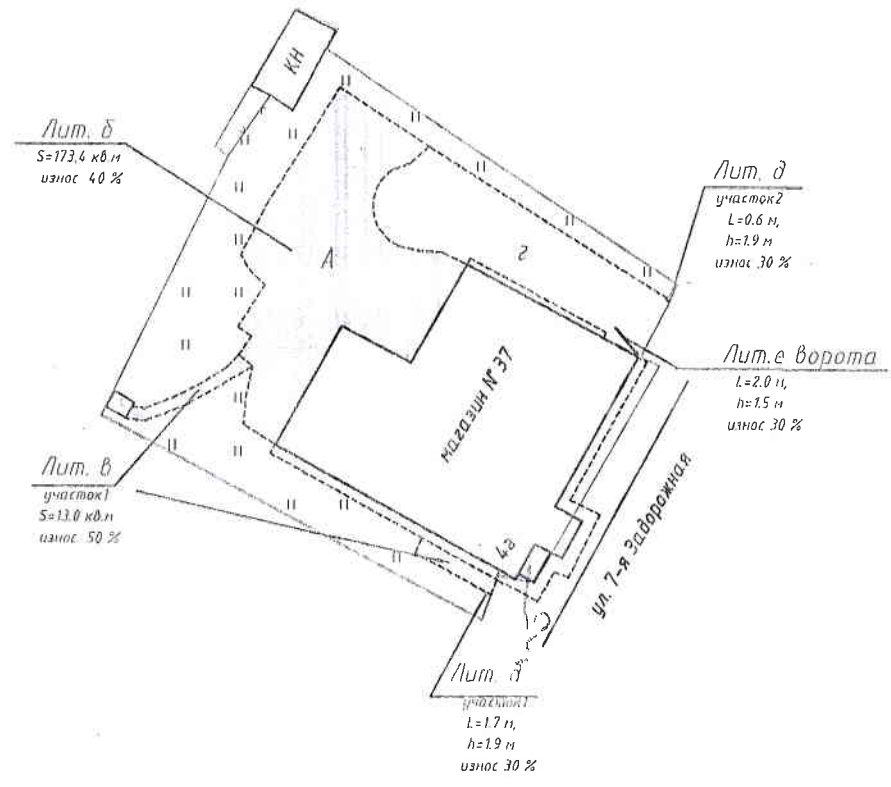 КН
Лит. б
S=173,4 кв.м
износ 40 %
Лит. д
участок2
L=0.6 м,
h=1.9 м
износ 30 %
А
г
Лит.е ворота
L=2.0 м,
h=1.5 м
износ 30 %
магазин № 37
Лит. в
участок1
S=13.0 кв.м
износ 50 %
4а
ул. 7-я Задорожная
Лит. д
участок1
L=1.7 м,
h=1.9 м
износ 30 %